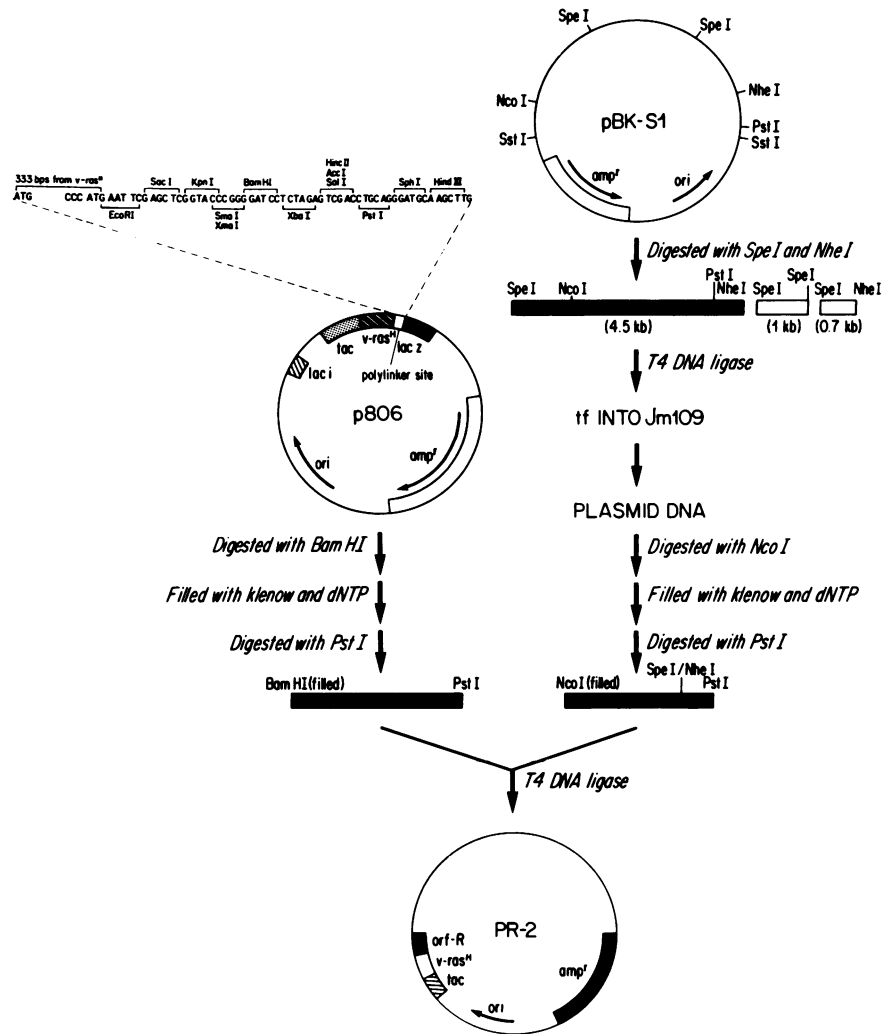 Spe I
Spe I
Nco I
Nhe I
pBK-S1
Pst I
Sst I
Sst I
ampʳ
ori
Hinc II
Acc I
Sal I
333 bps from v-rasᴴ
Sac I
Kpn I
Bam HI
Sph I
Hind III
ATG CCC ATG AAT TCG AGC TCG GTA CCC GGG GAT CCT CTA GAG TCG ACC TGC AGG GAT GCA AGC TTG
EcoRI
Sma I
Xma I
Xba I
Pst I
Digested with Spe I and Nhe I
Spe I
Nco I
Pst I
Nhe I
Spe I
Spe I
Spe I
Nhe I
(4.5 kb)
(1 kb)
(0.7 kb)
tac
v-rasᴴ
lac z
polylinker site
lac i
p806
ori
ampʳ
T4 DNA ligase
tf INTO Jm109
PLASMID DNA
Digested with Bam HI
Digested with Nco I
Filled with klenow and dNTP
Filled with klenow and dNTP
Digested with Pst I
Digested with Pst I
Bam HI(filled)
Pst I
Nco I (filled)
Spe I/Nhe I
Pst I
T4 DNA ligase
PR-2
orf-R
v-rasᴴ
tac
ori
ampʳ